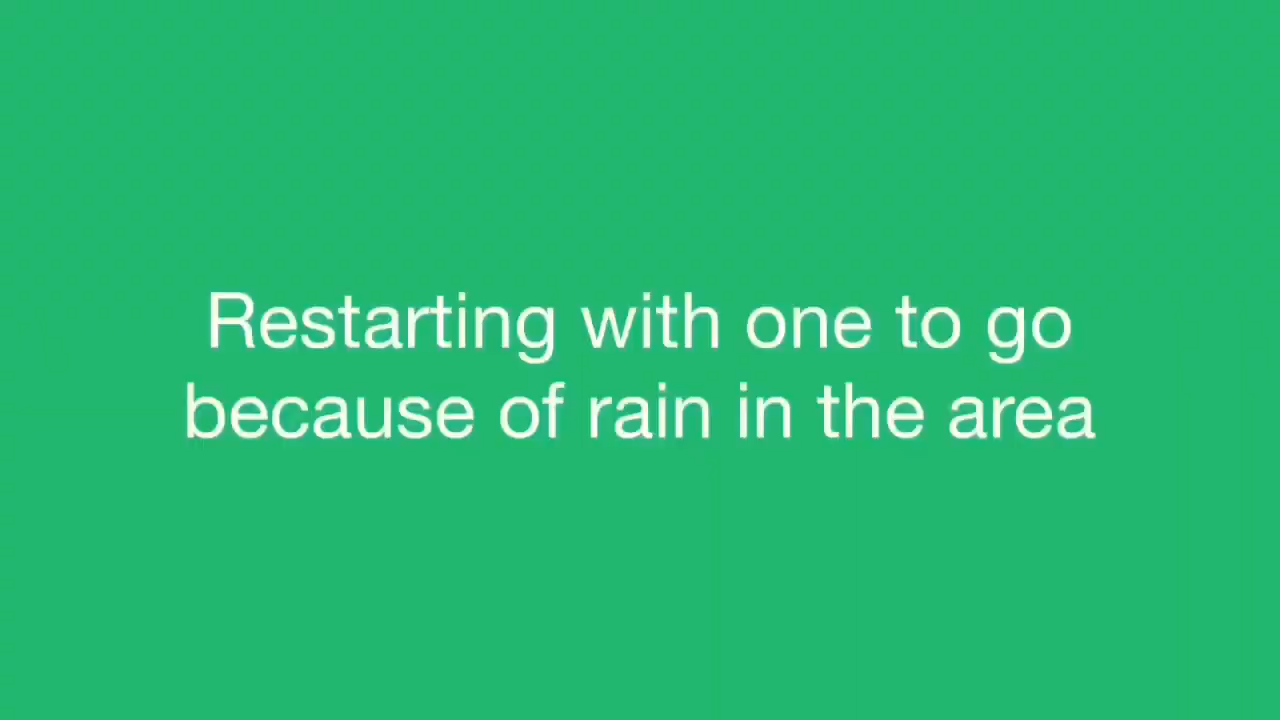 Restarting with one to go
because of rain in the area